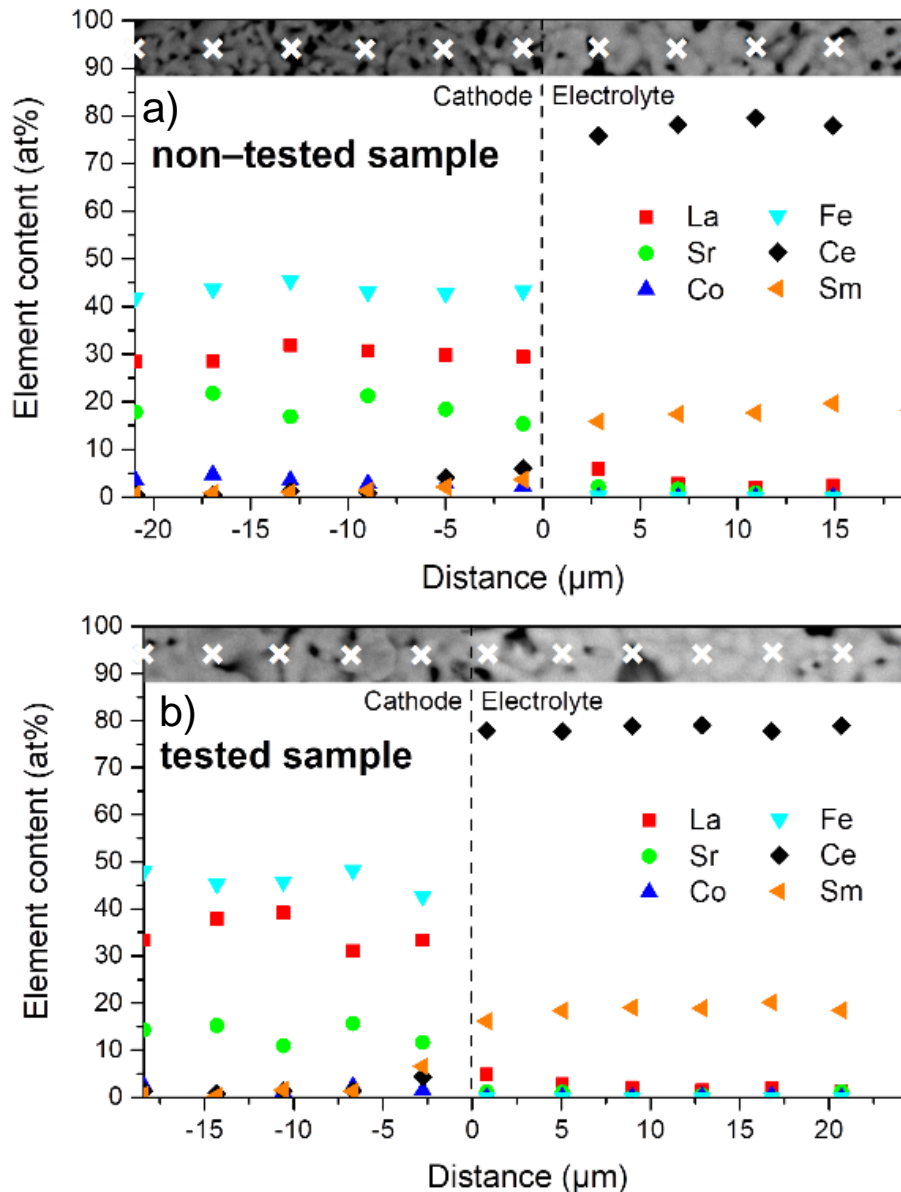 a)
Cathode Electrolyte
non–tested sample
Element content (at%)
100
90
80
70
60
50
40
30
20
10
0
La Fe
Sr Ce
Co Sm
-20 -15 -10 -5 0 5 10 15
Distance (µm)
b)
Cathode Electrolyte
tested sample
Element content (at%)
100
90
80
70
60
50
40
30
20
10
0
La Fe
Sr Ce
Co Sm
-15 -10 -5 0 5 10 15 20
Distance (µm)